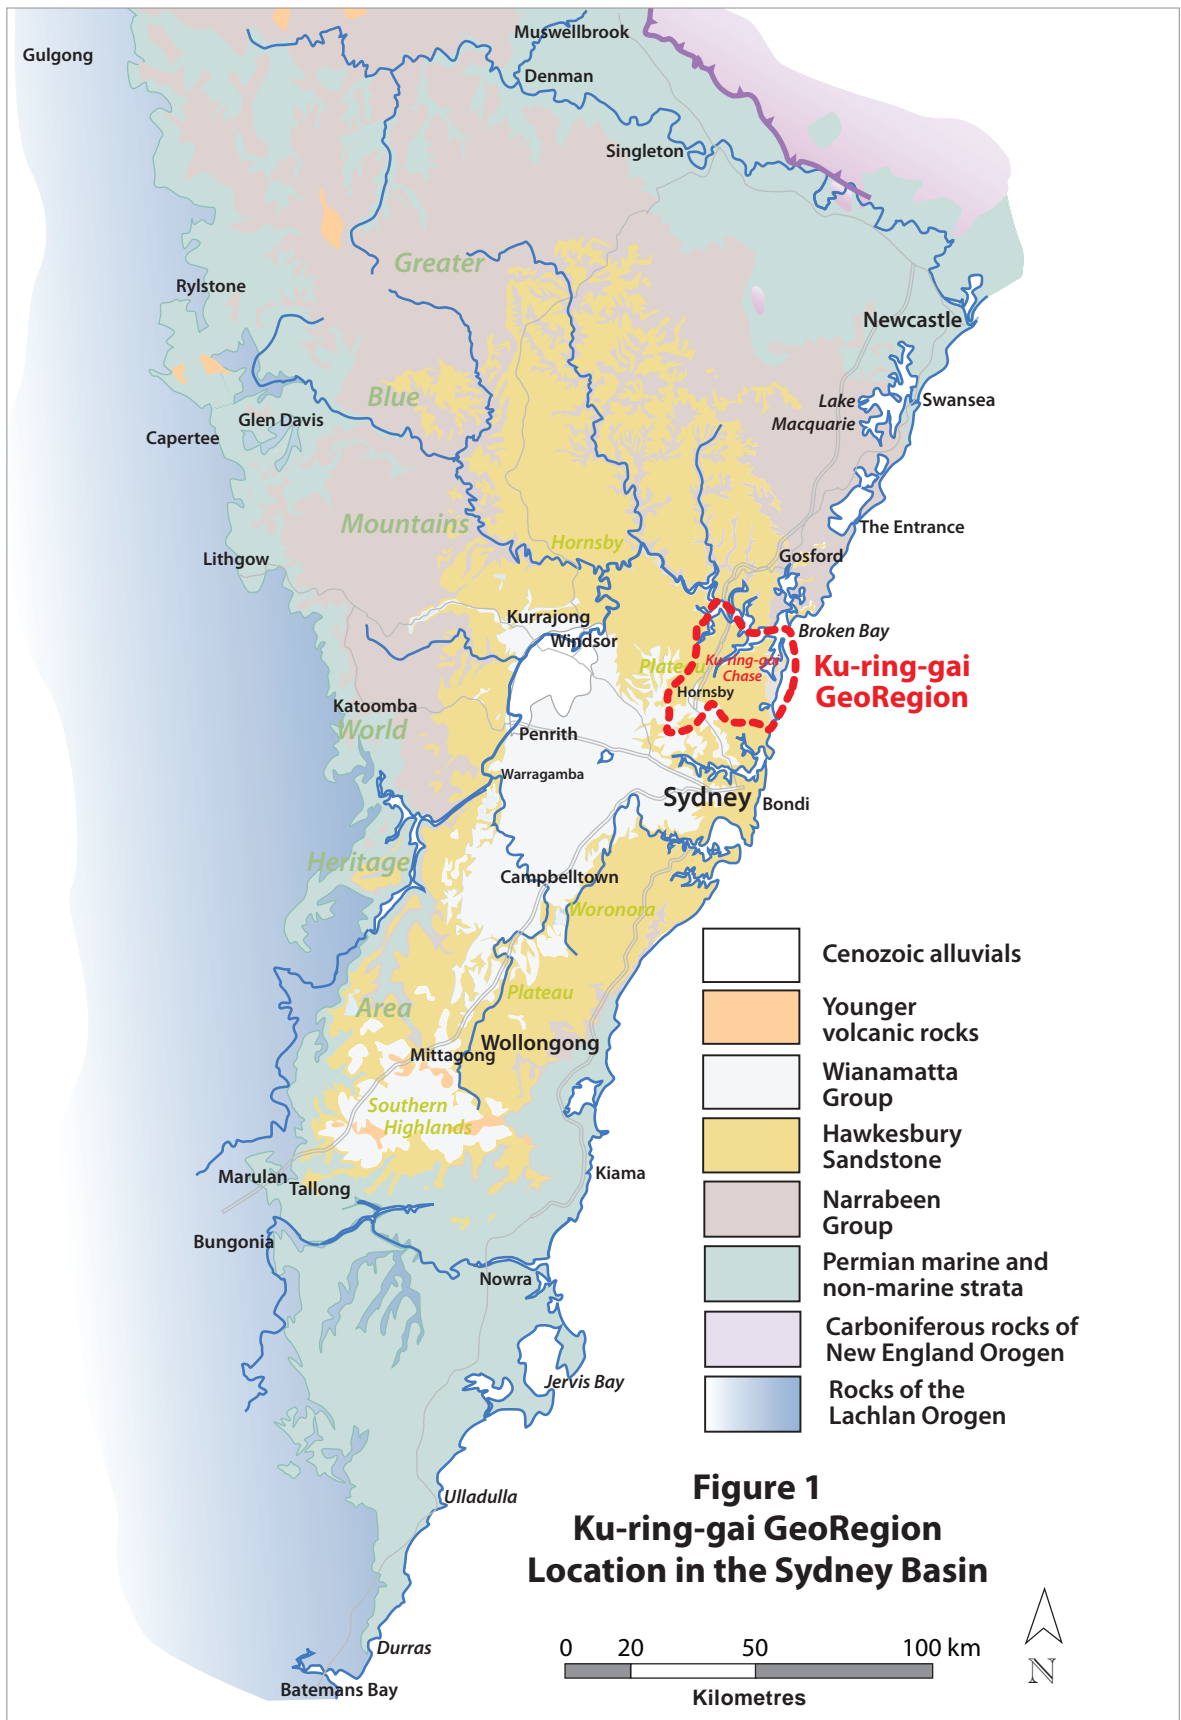 Muswellbrook
Gulgong
Denman
Singleton
Greater
Rylstone
Newcastle
Blue
Lake
Macquarie
Swansea
Glen Davis
Capertee
Mountains
The Entrance
Hornsby
Gosford
Lithgow
Kurrajong
Windsor
Broken Bay
Plateau
Ku-ring-gai
Chase
Ku-ring-gai
GeoRegion
Hornsby
Katoomba
World
Penrith
Warragamba
Sydney
Bondi
Heritage
Campbelltown
Woronora
Cenozoic alluvials
Plateau
Area
Younger
volcanic rocks
Wollongong
Mittagong
Wianamatta
Group
Southern
Highlands
Hawkesbury
Sandstone
Kiama
Marulan
Tallong
Narrabeen
Group
Bungonia
Permian marine and
non-marine strata
Nowra
Carboniferous rocks of
New England Orogen
Jervis Bay
Rocks of the
Lachlan Orogen
Ulladulla
Figure 1
Ku-ring-gai GeoRegion
Location in the Sydney Basin
Durras
0 20 50 100 km
Kilometres
N
Batemans Bay